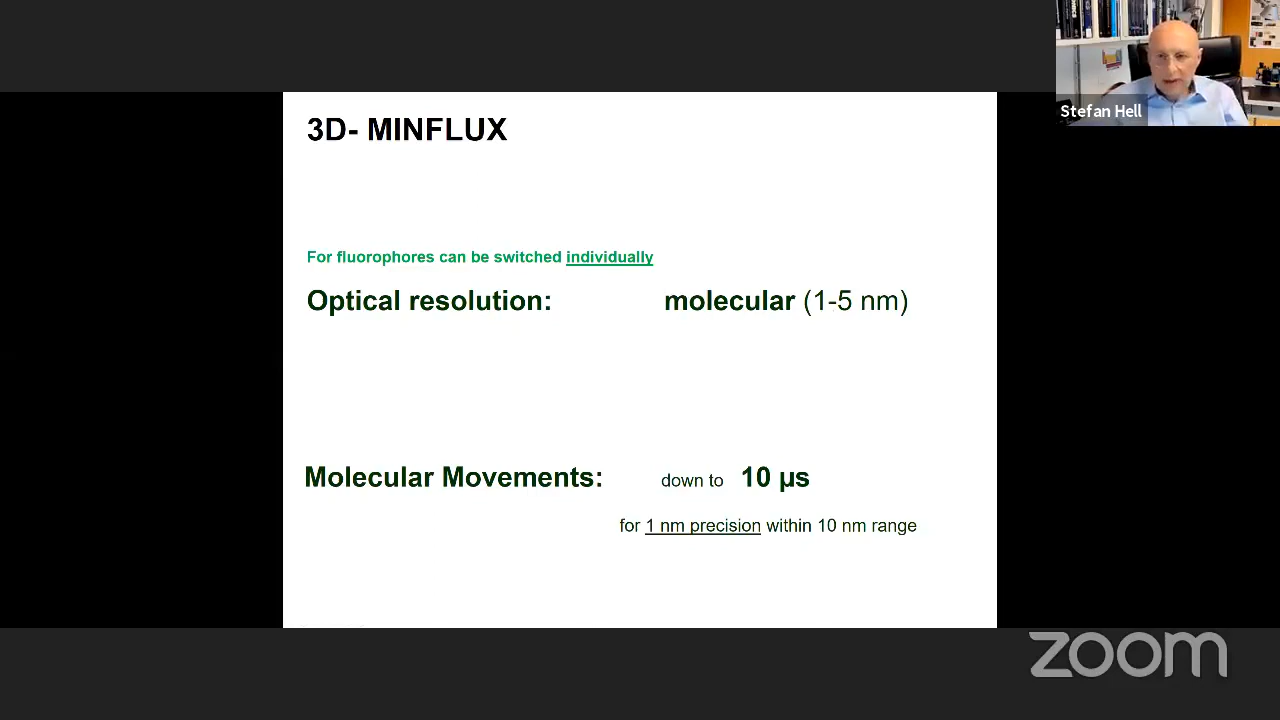 Stefan Hell
3D- MINFLUX
For fluorophores can be switched individually
Optical resolution: molecular (1-5 nm)
Molecular Movements: down to 10 µs
for 1 nm precision within 10 nm range
zoom